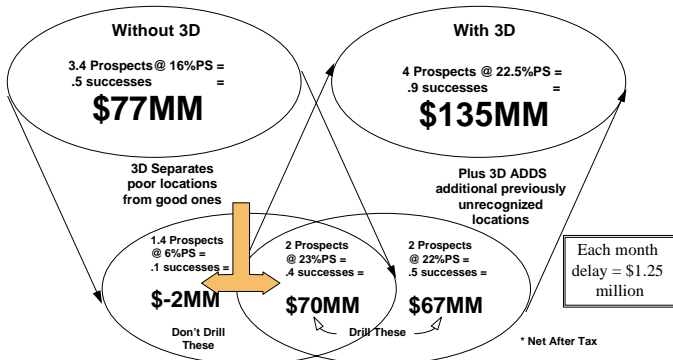 Without 3D
3.4 Prospects @ 16%PS =
.5 successes =
$77MM
With 3D
4 Prospects @ 22.5%PS =
.9 successes =
$135MM
3D Separates
poor locations
from good ones
Plus 3D ADDS
additional previously
unrecognized
locations
1.4 Prospects
@ 6%PS =
.1 successes =
$-2MM
Don't Drill
These
2 Prospects
@ 23%PS =
.4 successes =
$70MM
2 Prospects
@ 22%PS =
.5 successes =
$67MM
Drill These
Each month
delay = $1.25
million
* Net After Tax